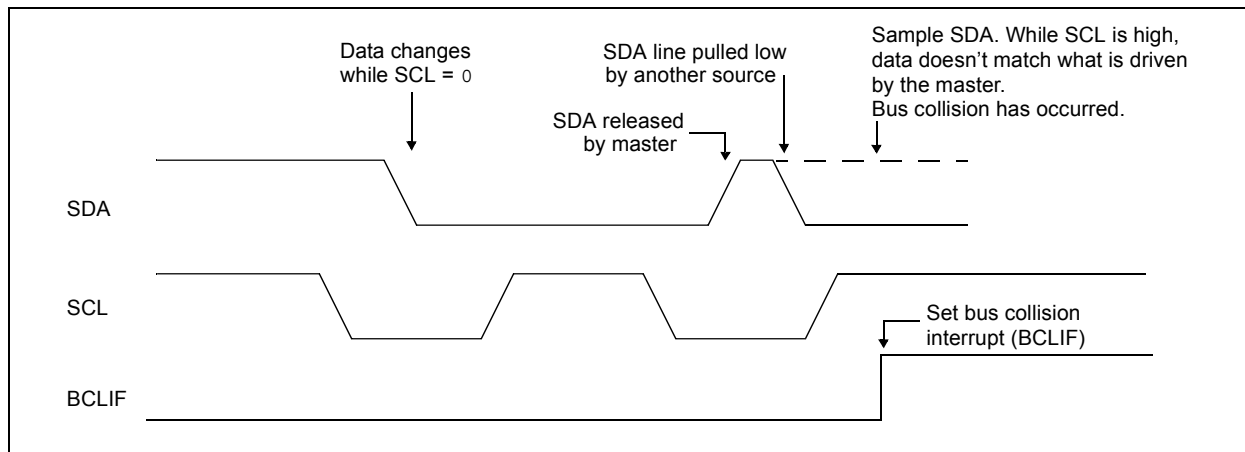 Data changes
while SCL = 0
SDA line pulled low
by another source
Sample SDA. While SCL is high,
data doesn't match what is driven
by the master.
Bus collision has occurred.
SDA released
by master
SDA
SCL
Set bus collision
interrupt (BCLIF)
BCLIF